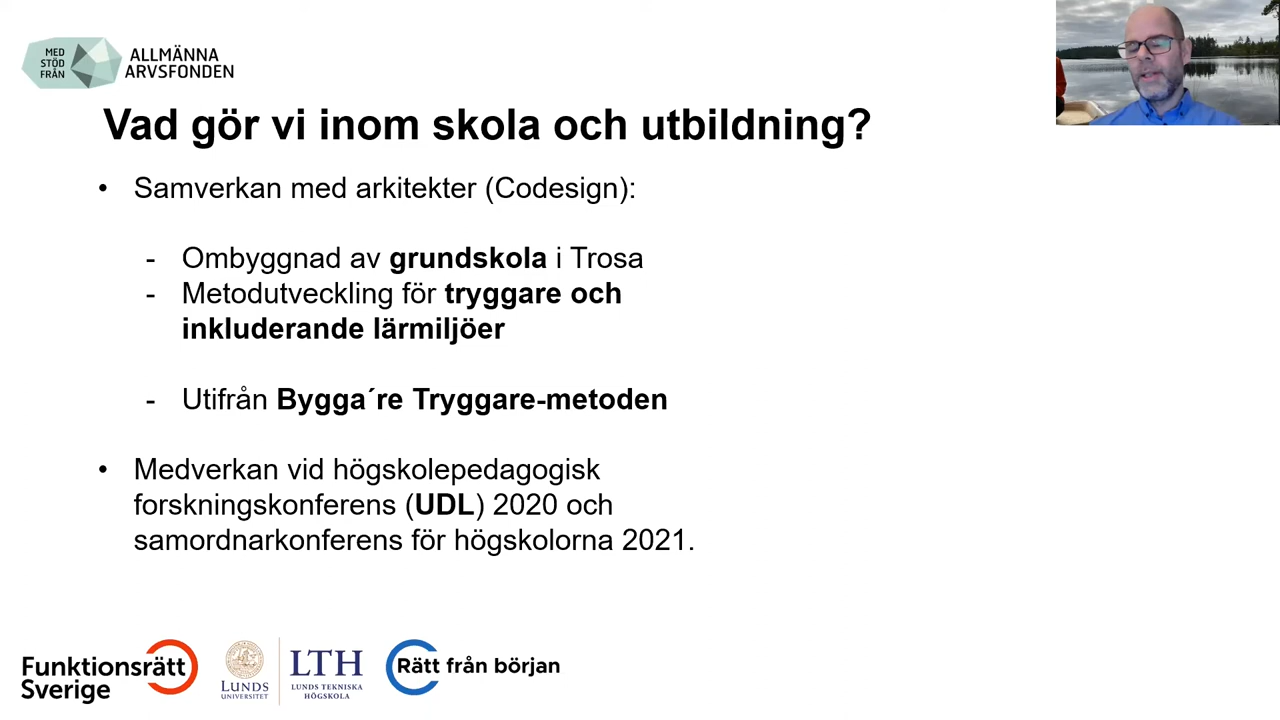 MED
STÖD
FRÅN
ALLMÄNNA
ARVSFONDEN
Vad gör vi inom skola och utbildning?
• Samverkan med arkitekter (Codesign):
- Ombyggnad av grundskola i Trosa
- Metodutveckling för tryggare och
inkluderande lärmiljöer
- Utifrån Bygga´re Tryggare-metoden
• Medverkan vid högskolepedagogisk
forskningskonferens (UDL) 2020 och
samordnarkonferens för högskolorna 2021.
Funktionsrätt
Sverige
LUNDS
UNIVERSITET
LTH
LUNDS TEKNISKA
HÖGSKOLA
Rätt från början